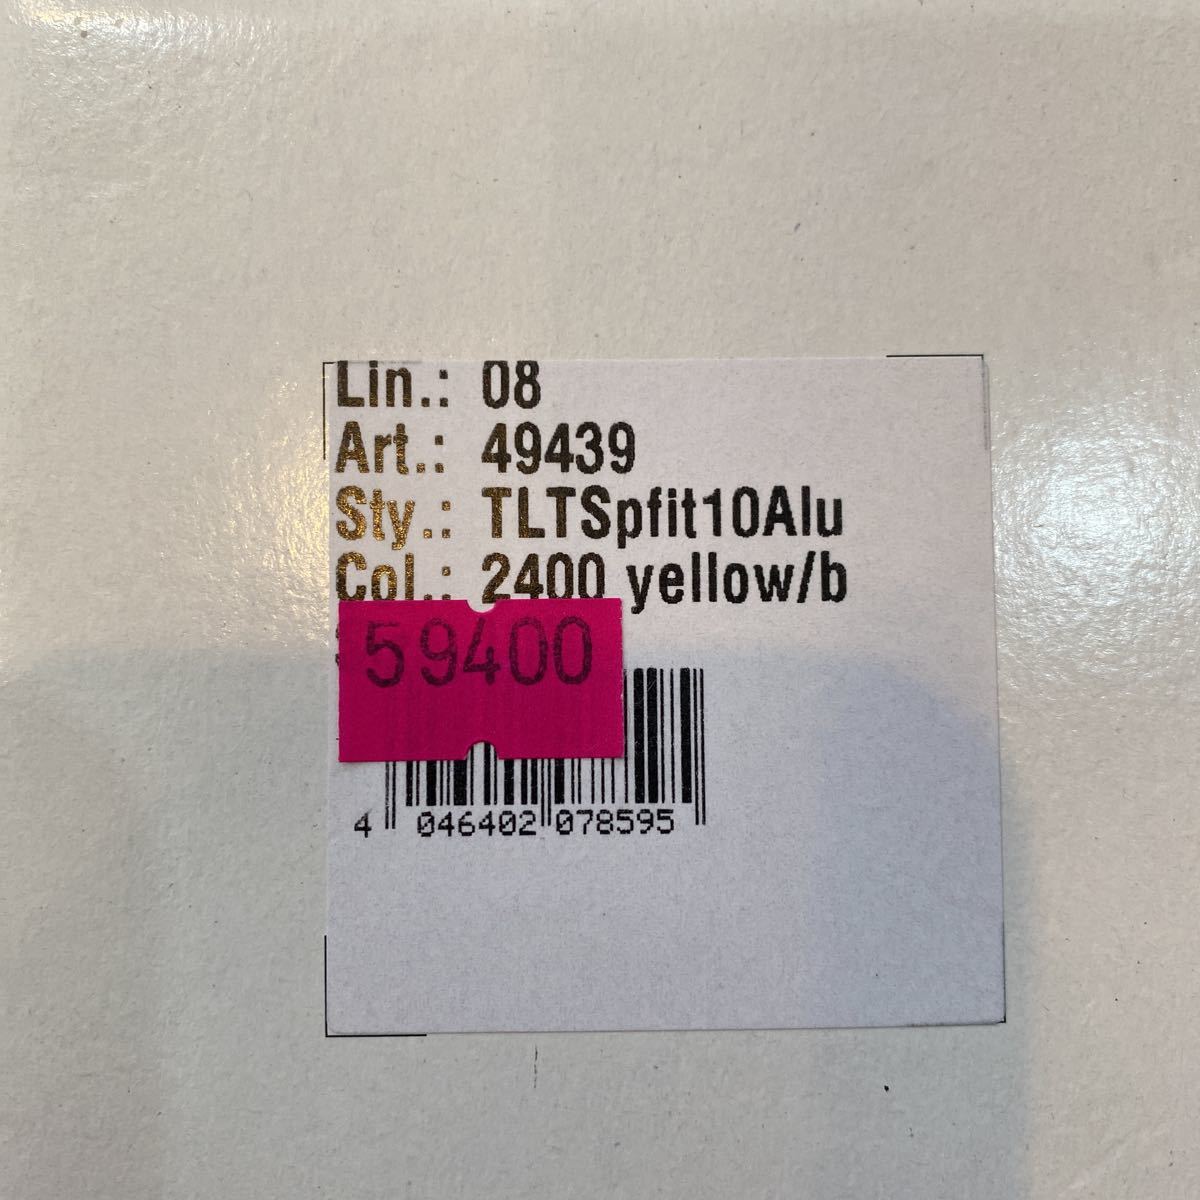 Lin.: 08
Art.: 49439
Sty.: TLTSpfit10Alu
Col.: 2400 yellow/b
59400
4 046402 078595